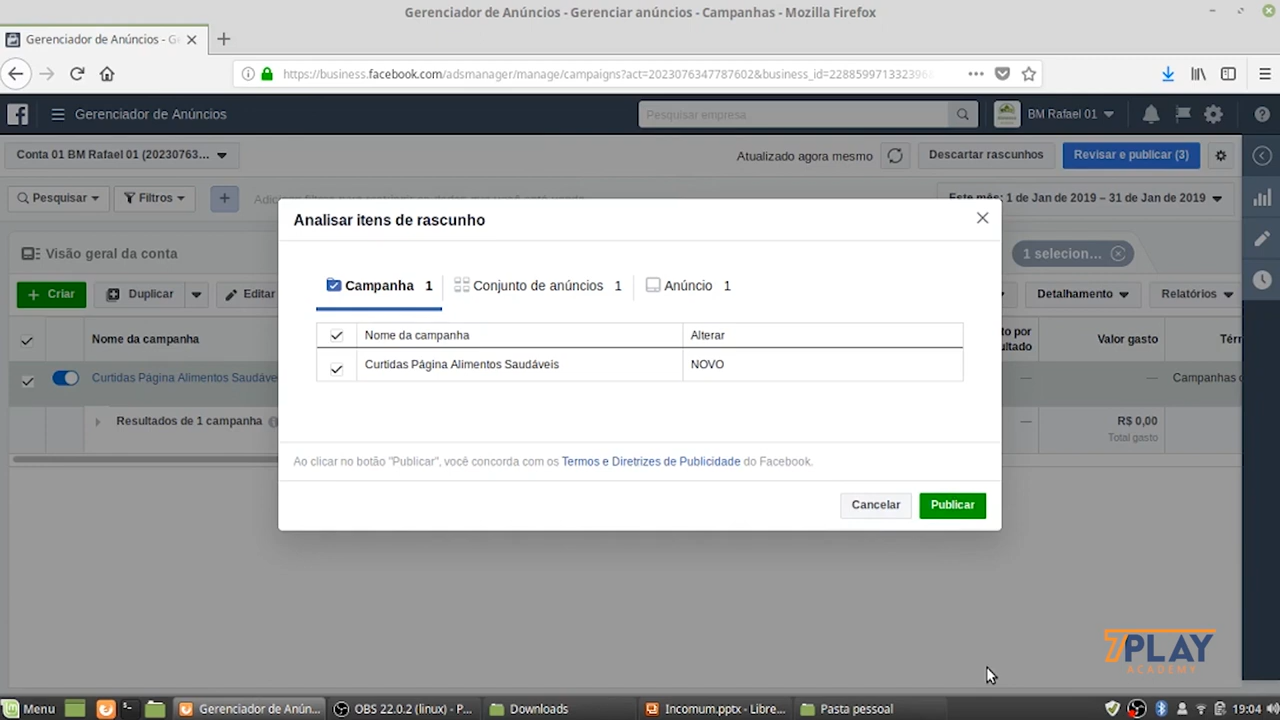 Gerenciador de Anúncios - Gerenciar anúncios - Campanhas - Mozilla Firefox
Gerenciador de Anúncios - G
https://business.facebook.com/adsmanager/manage/campaigns?act=2023076347787602&business_id=228859971332396
Gerenciador de Anúncios
Pesquisar empresa
BM Rafael 01
Conta 01 BM Rafael 01 (20230763...
Atualizado agora mesmo
Descartar rascunhos
Revisar e publicar (3)
Pesquisar
Filtros
Este mês: 1 de Jan de 2019 – 31 de Jan de 2019
Analisar itens de rascunho
Visão geral da conta
1 selecion...
Campanha 1
Conjunto de anúncios 1
Anúncio 1
+ Criar
Duplicar
Editar
Detalhamento
Relatórios
Nome da campanha
Alterar
Nome da campanha
Valor gasto
Curtidas Página Alimentos Saudáveis
NOVO
Curtidas Página Alimentos Saudáve
Campanhas
Resultados de 1 campanha
R$ 0,00
Total gasto
Ao clicar no botão "Publicar", você concorda com os Termos e Diretrizes de Publicidade do Facebook.
Cancelar
Publicar
7PLAY
ACADEMY
Menu
Gerenciador de Anún...
OBS 22.0.2 (linux) - P...
Downloads
Incomum.pptx - Libre...
Pasta pessoal
19:04